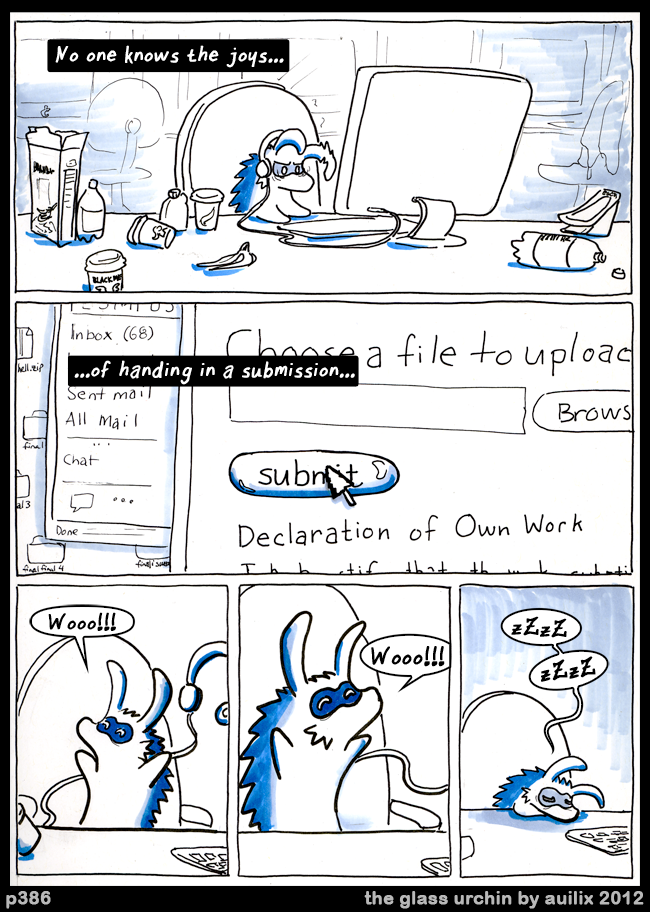 No one knows the joys...
BLACK
Inbox (68)
Choose a file to upload
hell.zip
...of handing in a submission...
Sent mail
All Mail
Brows
final
submit
Chat
al3
...
Done
Declaration of Own Work
final final 4
Wooo!!!
Wooo!!!
zZzZ
zZzZ
p386
the glass urchin by auilix 2012